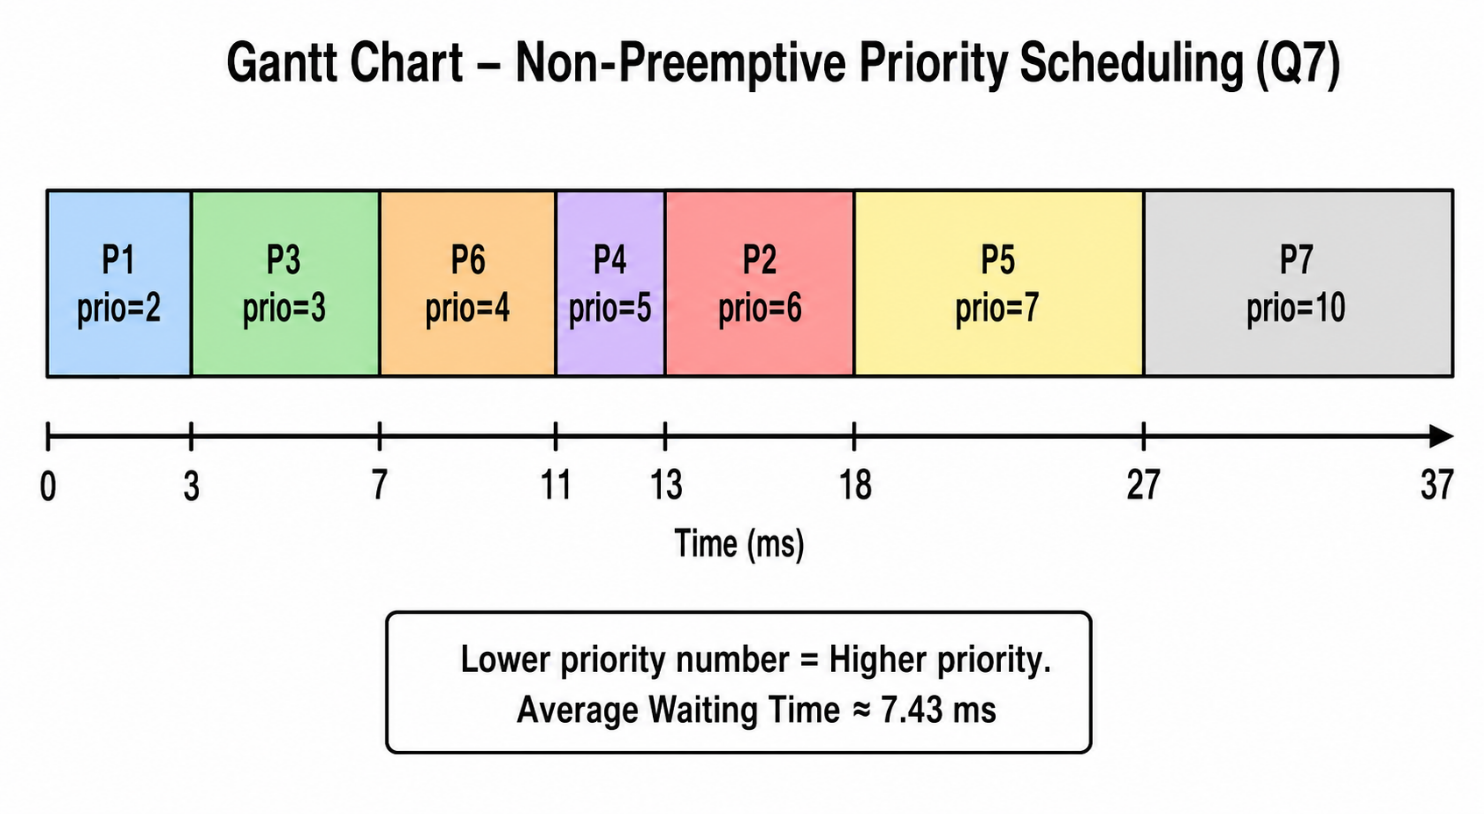 Gantt Chart – Non-Preemptive Priority Scheduling (Q7)
P1
prio=2
P3
prio=3
P6
prio=4
P4
prio=5
P2
prio=6
P5
prio=7
P7
prio=10
0 3 7 11 13 18 27 37
Time (ms)
Lower priority number = Higher priority.
Average Waiting Time ≈ 7.43 ms